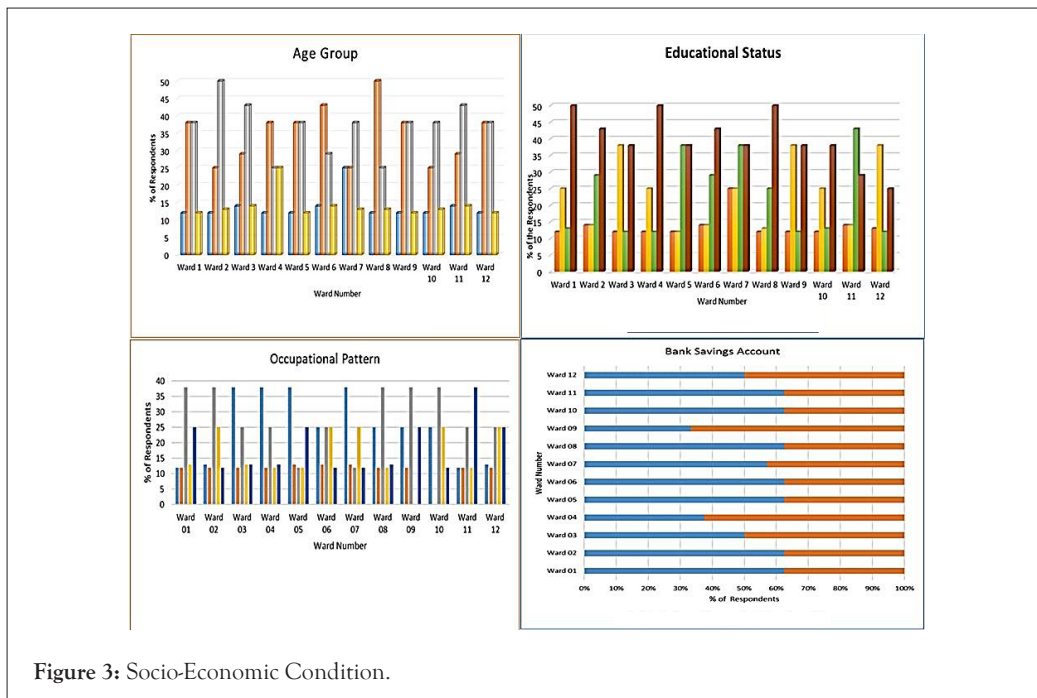 Age Group
% of Respondents
50
45
40
35
30
25
20
15
10
5
0
Ward 1 Ward 2 Ward 3 Ward 4 Ward 5 Ward 6 Ward 7 Ward 8 Ward 9 Ward 10 Ward 11 Ward 12
Ward Number
Educational Status
% of the Respondents
50
45
40
35
30
25
20
15
10
5
0
Ward 1 Ward 2 Ward 3 Ward 4 Ward 5 Ward 6 Ward 7 Ward 8 Ward 9 Ward 10 Ward 11 Ward 12
Ward Number
Occupational Pattern
% of Respondents
40
35
30
25
20
15
10
5
0
Ward 01 Ward 02 Ward 03 Ward 04 Ward 05 Ward 06 Ward 07 Ward 08 Ward 09 Ward 10 Ward 11 Ward 12
Ward Number
Bank Savings Account
Ward Number
Ward 12
Ward 11
Ward 10
Ward 09
Ward 08
Ward 07
Ward 06
Ward 05
Ward 04
Ward 03
Ward 02
Ward 01
0% 10% 20% 30% 40% 50% 60% 70% 80% 90% 100%
% of Respondents
Figure 3: Socio-Economic Condition.